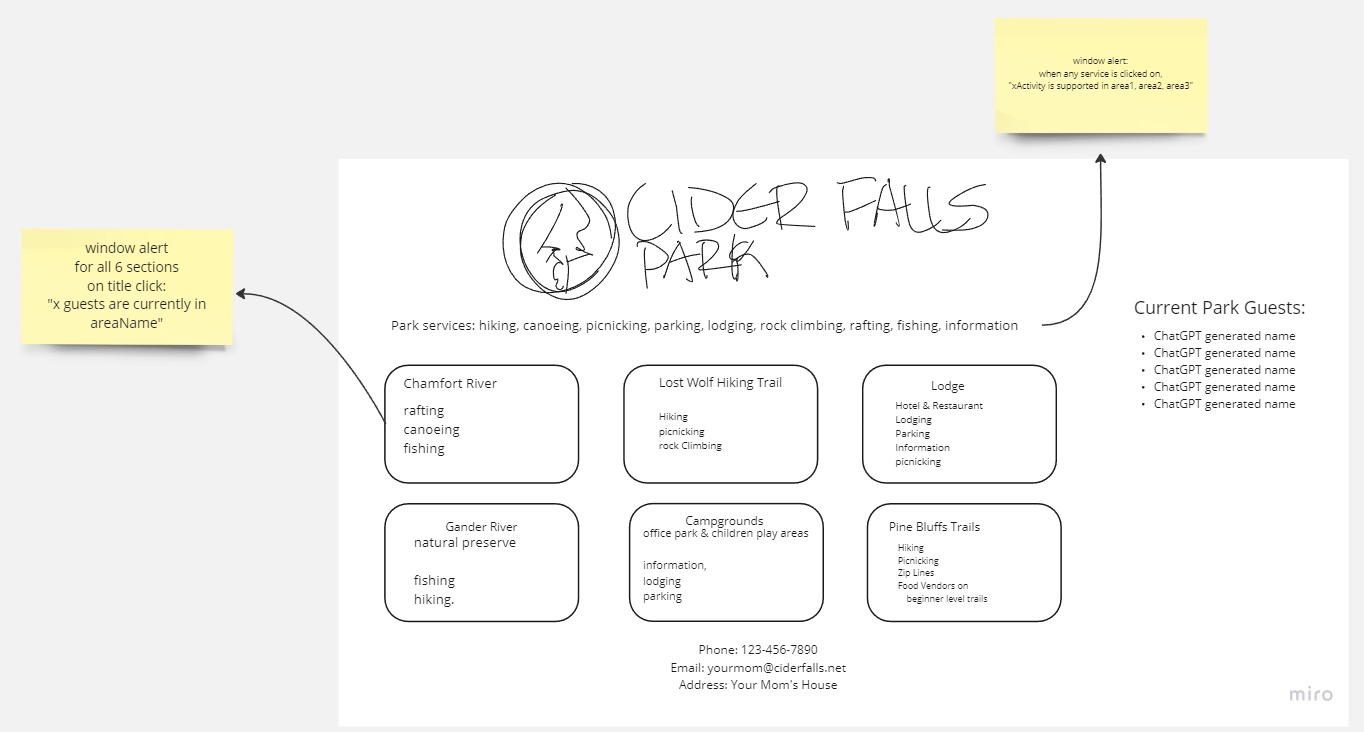 window alert:
when any service is clicked on,
"xActivity is supported in area1, area2, area3"
window alert
for all 6 sections
on title click:
"x guests are currently in
areaName"
CIDER FALLS
PARK
Park services: hiking, canoeing, picnicking, parking, lodging, rock climbing, rafting, fishing, information
Chamfort River
rafting
canoeing
fishing
Lost Wolf Hiking Trail
Hiking
picnicking
rock Climbing
Lodge
Hotel & Restaurant
Lodging
Parking
Information
picnicking
Gander River
natural preserve
fishing
hiking.
Campgrounds
office park & children play areas
information,
lodging
parking
Pine Bluffs Trails
Hiking
Picnicking
Zip Lines
Food Vendors on
beginner level trails
Current Park Guests:
• ChatGPT generated name
• ChatGPT generated name
• ChatGPT generated name
• ChatGPT generated name
• ChatGPT generated name
Phone: 123-456-7890
Email: yourmom@ciderfalls.net
Address: Your Mom's House
miro